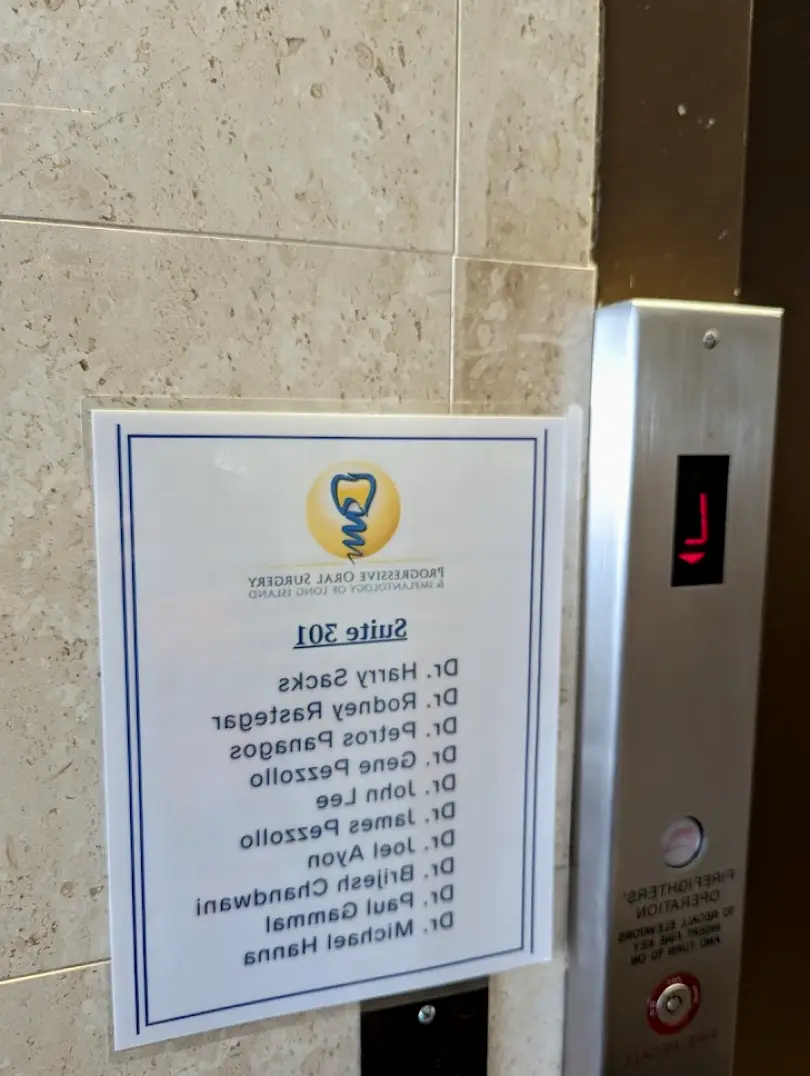 PROGRESSIVE ORAL SURGERY
& IMPLANTOLOGY OF LONG ISLAND
Suite 301
Dr. Harry Sacks
Dr. Rodney Rastegar
Dr. Petros Panagos
Dr. Gene Pezzollo
Dr. John Lee
Dr. James Pezzollo
Dr. Joel Ayon
Dr. Brijesh Chandwani
Dr. Paul Gammal
Dr. Michael Hanna
L
FIREFIGHTERS'
OPERATION
TO RECALL ELEVATORS
INSERT FIRE KEY
AND TURN TO ON
FIRE RECALL